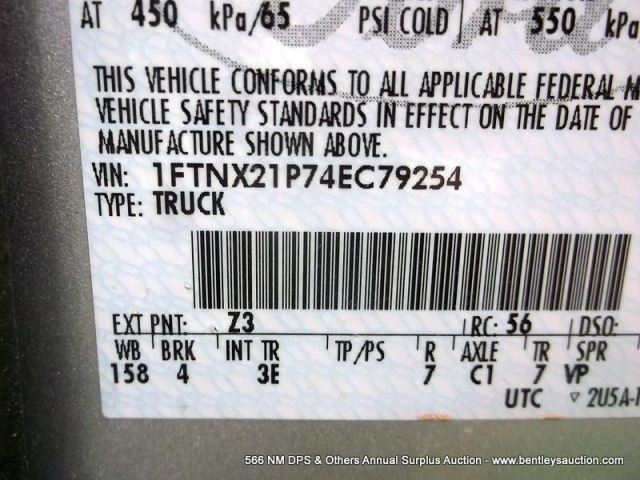 AT 450 kPa/65 PSI COLD | AT 550 kPa
THIS VEHICLE CONFORMS TO ALL APPLICABLE FEDERAL M
VEHICLE SAFETY STANDARDS IN EFFECT ON THE DATE OF
MANUFACTURE SHOWN ABOVE.
VIN: 1FTNX21P74EC79254
TYPE: TRUCK
EXT PNT: Z3 | RC: 56 | DSO:
WB | BRK | INT TR | TP/PS | R | AXLE | TR | SPR
158 4 3E 7 C1 7 VP
UTC ▽ 2U5A-1
566 NM DPS & Others Annual Surplus Auction - www.bentleysauction.com